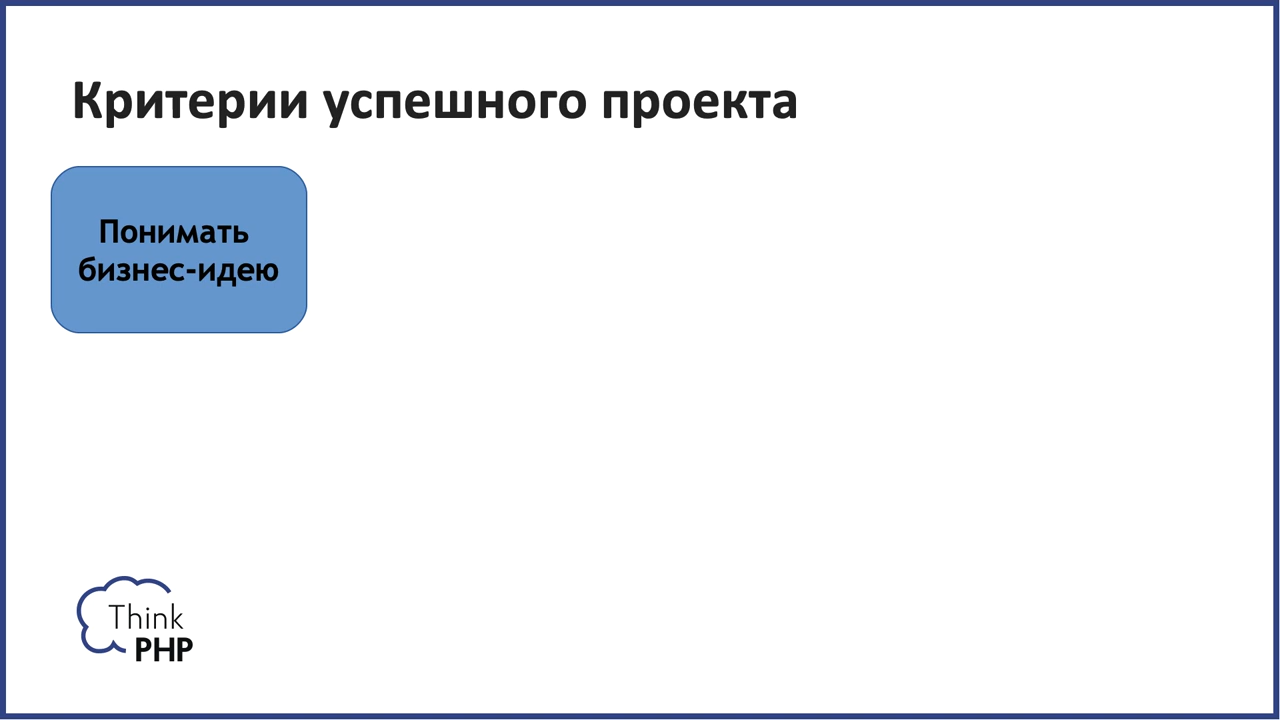 Критерии успешного проекта
Понимать
бизнес-идею
Think
PHP